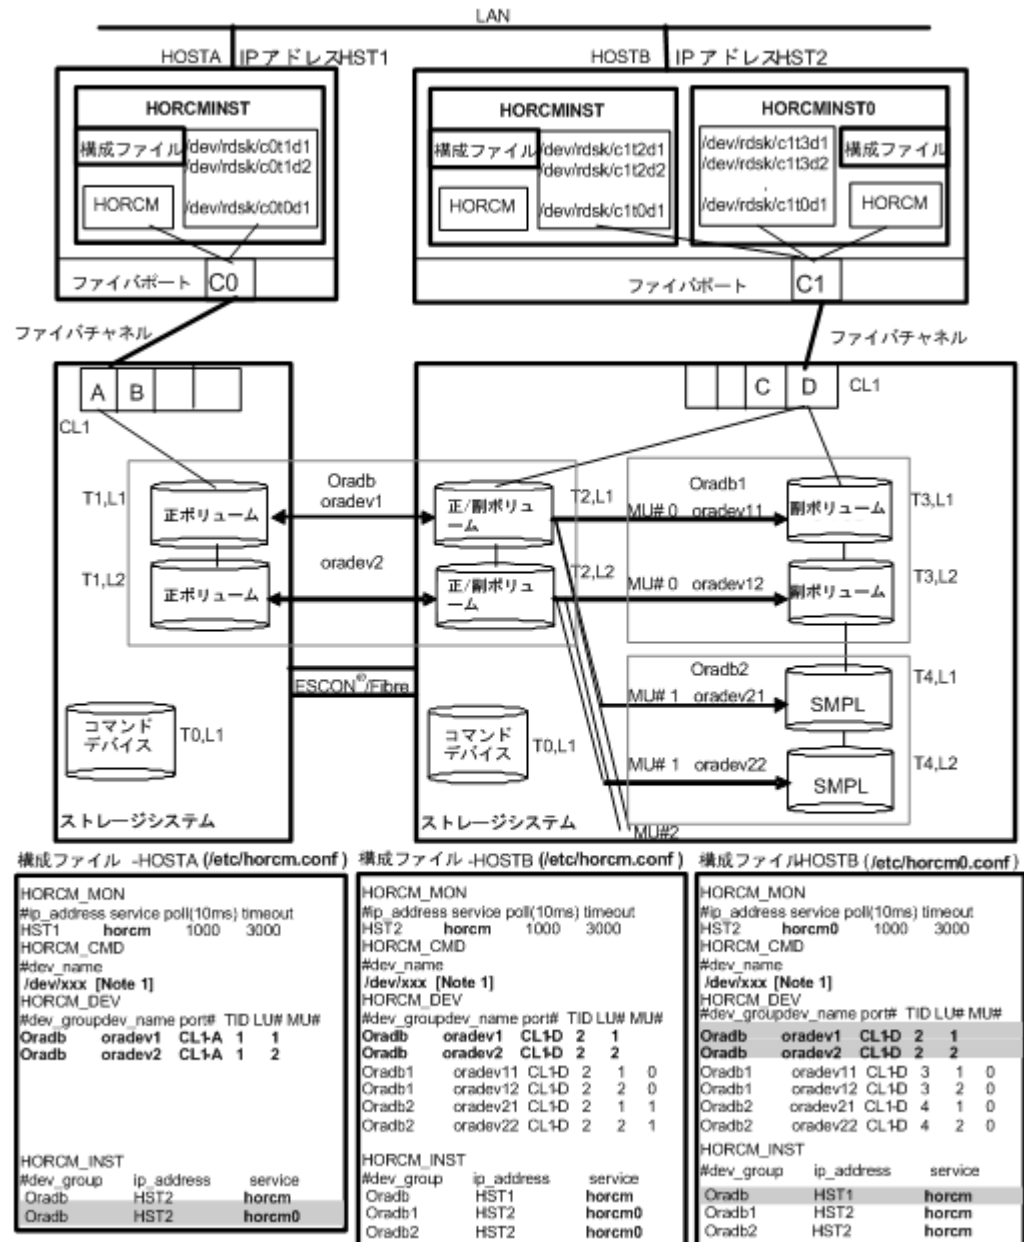 LAN
HOSTA IPアドレスHST1
HOSTB IPアドレスHST2
HORCMINST
構成ファイル
/dev/rdsk/c0t1d1
/dev/rdsk/c0t1d2
HORCM
/dev/rdsk/c0t0d1
ファイバポート C0
HORCMINST
構成ファイル
/dev/rdsk/c1t2d1
/dev/rdsk/c1t2d2
HORCM
/dev/rdsk/c1t0d1
HORCMINST0
/dev/rdsk/c1t3d1
/dev/rdsk/c1t3d2
構成ファイル
/dev/rdsk/c1t0d1
HORCM
ファイバポート C1
ファイバチャネル
ファイバチャネル
A B
CL1
C D CL1
T1,L1
正ボリューム
Oradb
oradev1
正/副ボリュ
ーム
T2,L1
Oradb1
MU# 0 oradev11
副ボリューム
T3,L1
T1,L2
正ボリューム
oradev2
正/副ボリュ
ーム
T2,L2
MU# 0 oradev12
副ボリューム
T3,L2
ESCON®/Fibre
Oradb2
MU# 1 oradev21
SMPL
T4,L1
コマンド
デバイス
T0,L1
コマンド
デバイス
T0,L1
MU# 1 oradev22
SMPL
T4,L2
ストレージシステム
ストレージシステム
MU#2
構成ファイル -HOSTA (/etc/horcm.conf)
HORCM_MON
#ip_address service poll(10ms) timeout
HST1 horcm 1000 3000
HORCM_CMD
#dev_name
/dev/xxx [Note 1]
HORCM_DEV
#dev_groupdev_name port# TID LU# MU#
Oradb oradev1 CL1-A 1 1
Oradb oradev2 CL1-A 1 2
HORCM_INST
#dev_group ip_address service
Oradb HST2 horcm
Oradb HST2 horcm0
構成ファイル -HOSTB (/etc/horcm.conf)
HORCM_MON
#ip_address service poll(10ms) timeout
HST2 horcm 1000 3000
HORCM_CMD
#dev_name
/dev/xxx [Note 1]
HORCM_DEV
#dev_groupdev_name port# TID LU# MU#
Oradb oradev1 CL1-D 2 1
Oradb oradev2 CL1-D 2 2
Oradb1 oradev11 CL1-D 2 1 0
Oradb1 oradev12 CL1-D 2 2 0
Oradb2 oradev21 CL1-D 2 1 1
Oradb2 oradev22 CL1-D 2 2 1
HORCM_INST
#dev_group ip_address service
Oradb HST1 horcm
Oradb1 HST2 horcm0
Oradb2 HST2 horcm0
構成ファイルHOSTB (/etc/horcm0.conf)
HORCM_MON
#ip_address service poll(10ms) timeout
HST2 horcm0 1000 3000
HORCM_CMD
#dev_name
/dev/xxx [Note 1]
HORCM_DEV
#dev_groupdev_name port# TID LU# MU#
Oradb oradev1 CL1-D 2 1
Oradb oradev2 CL1-D 2 2
Oradb1 oradev11 CL1-D 3 1 0
Oradb1 oradev12 CL1-D 3 2 0
Oradb2 oradev21 CL1-D 4 1 0
Oradb2 oradev22 CL1-D 4 2 0
HORCM_INST
#dev_group ip_address service
Oradb HST1 horcm
Oradb1 HST2 horcm
Oradb2 HST2 horcm